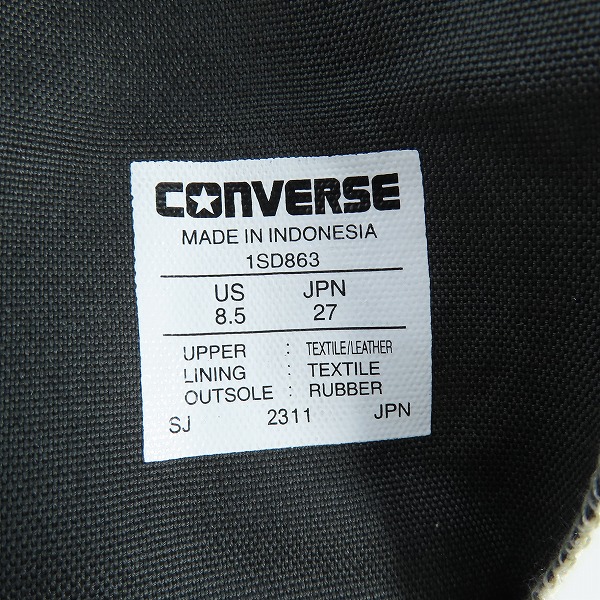 CONVERSE
MADE IN INDONESIA
1SD863
US JPN
8.5 27
UPPER : TEXTILE/LEATHER
LINING : TEXTILE
OUTSOLE : RUBBER
SJ 2311 JPN